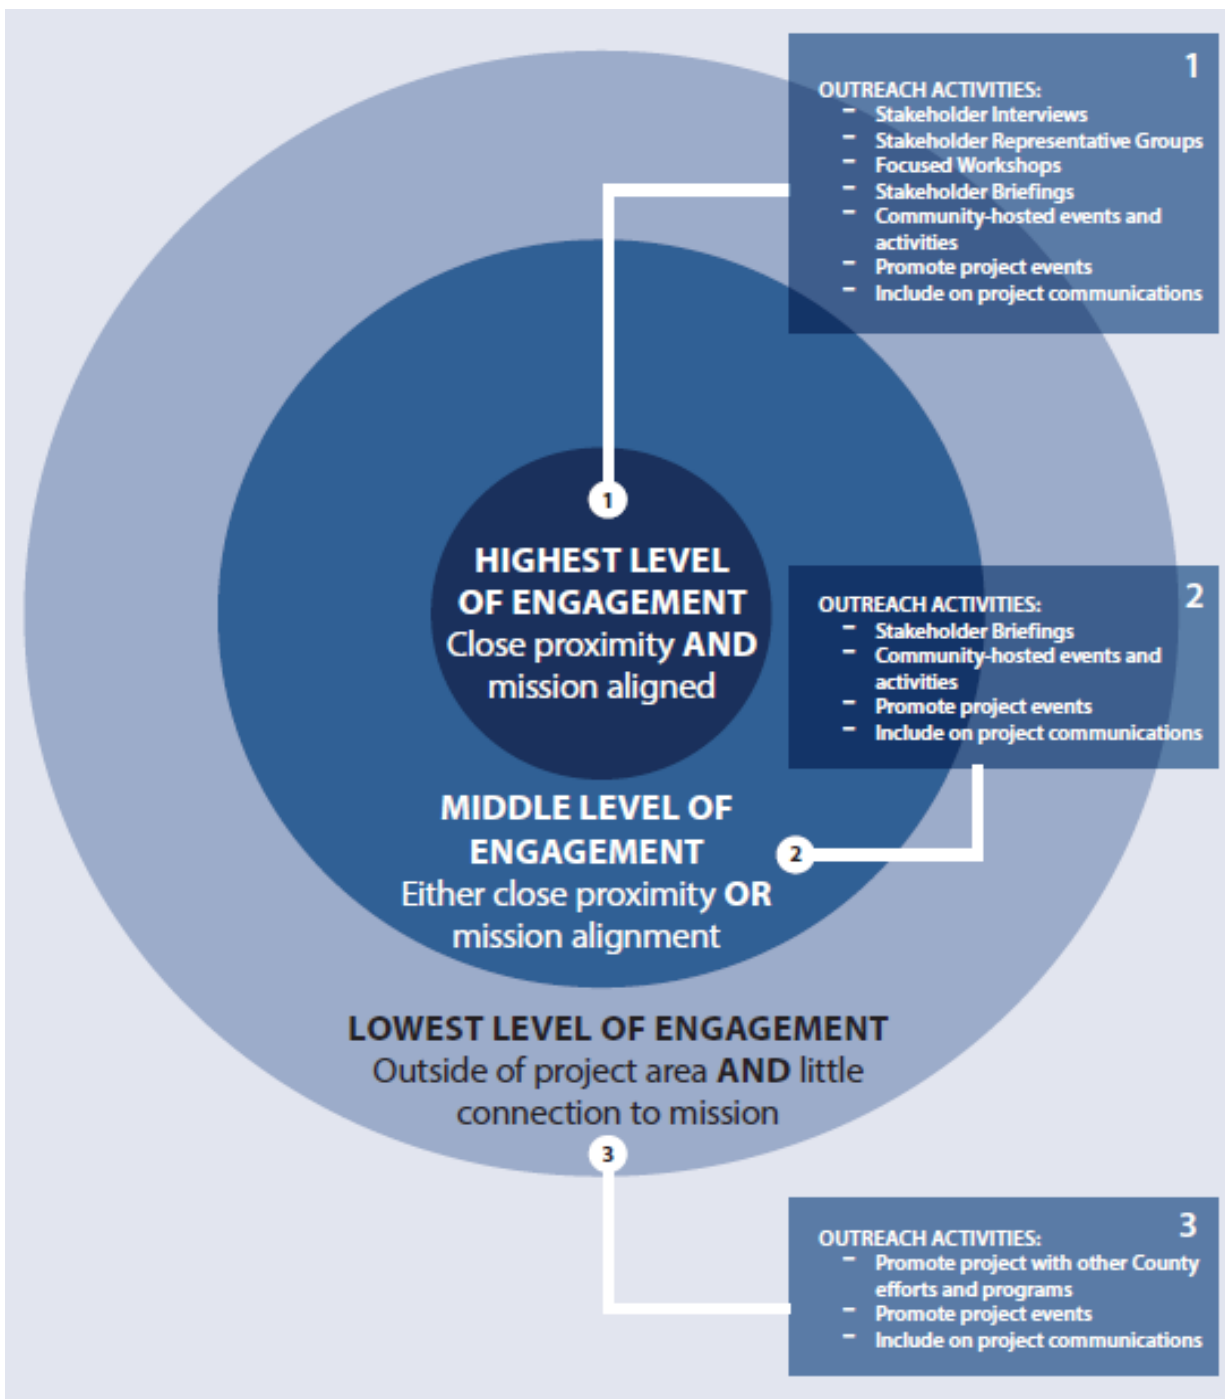 1
OUTREACH ACTIVITIES:
- Stakeholder Interviews
- Stakeholder Representative Groups
- Focused Workshops
- Stakeholder Briefings
- Community-hosted events and
activities
- Promote project events
- Include on project communications
1
HIGHEST LEVEL
OF ENGAGEMENT
Close proximity AND
mission aligned
2
OUTREACH ACTIVITIES:
- Stakeholder Briefings
- Community-hosted events and
activities
- Promote project events
- Include on project communications
MIDDLE LEVEL OF
ENGAGEMENT
Either close proximity OR
mission alignment
2
LOWEST LEVEL OF ENGAGEMENT
Outside of project area AND little
connection to mission
3
3
OUTREACH ACTIVITIES:
- Promote project with other County
efforts and programs
- Promote project events
- Include on project communications